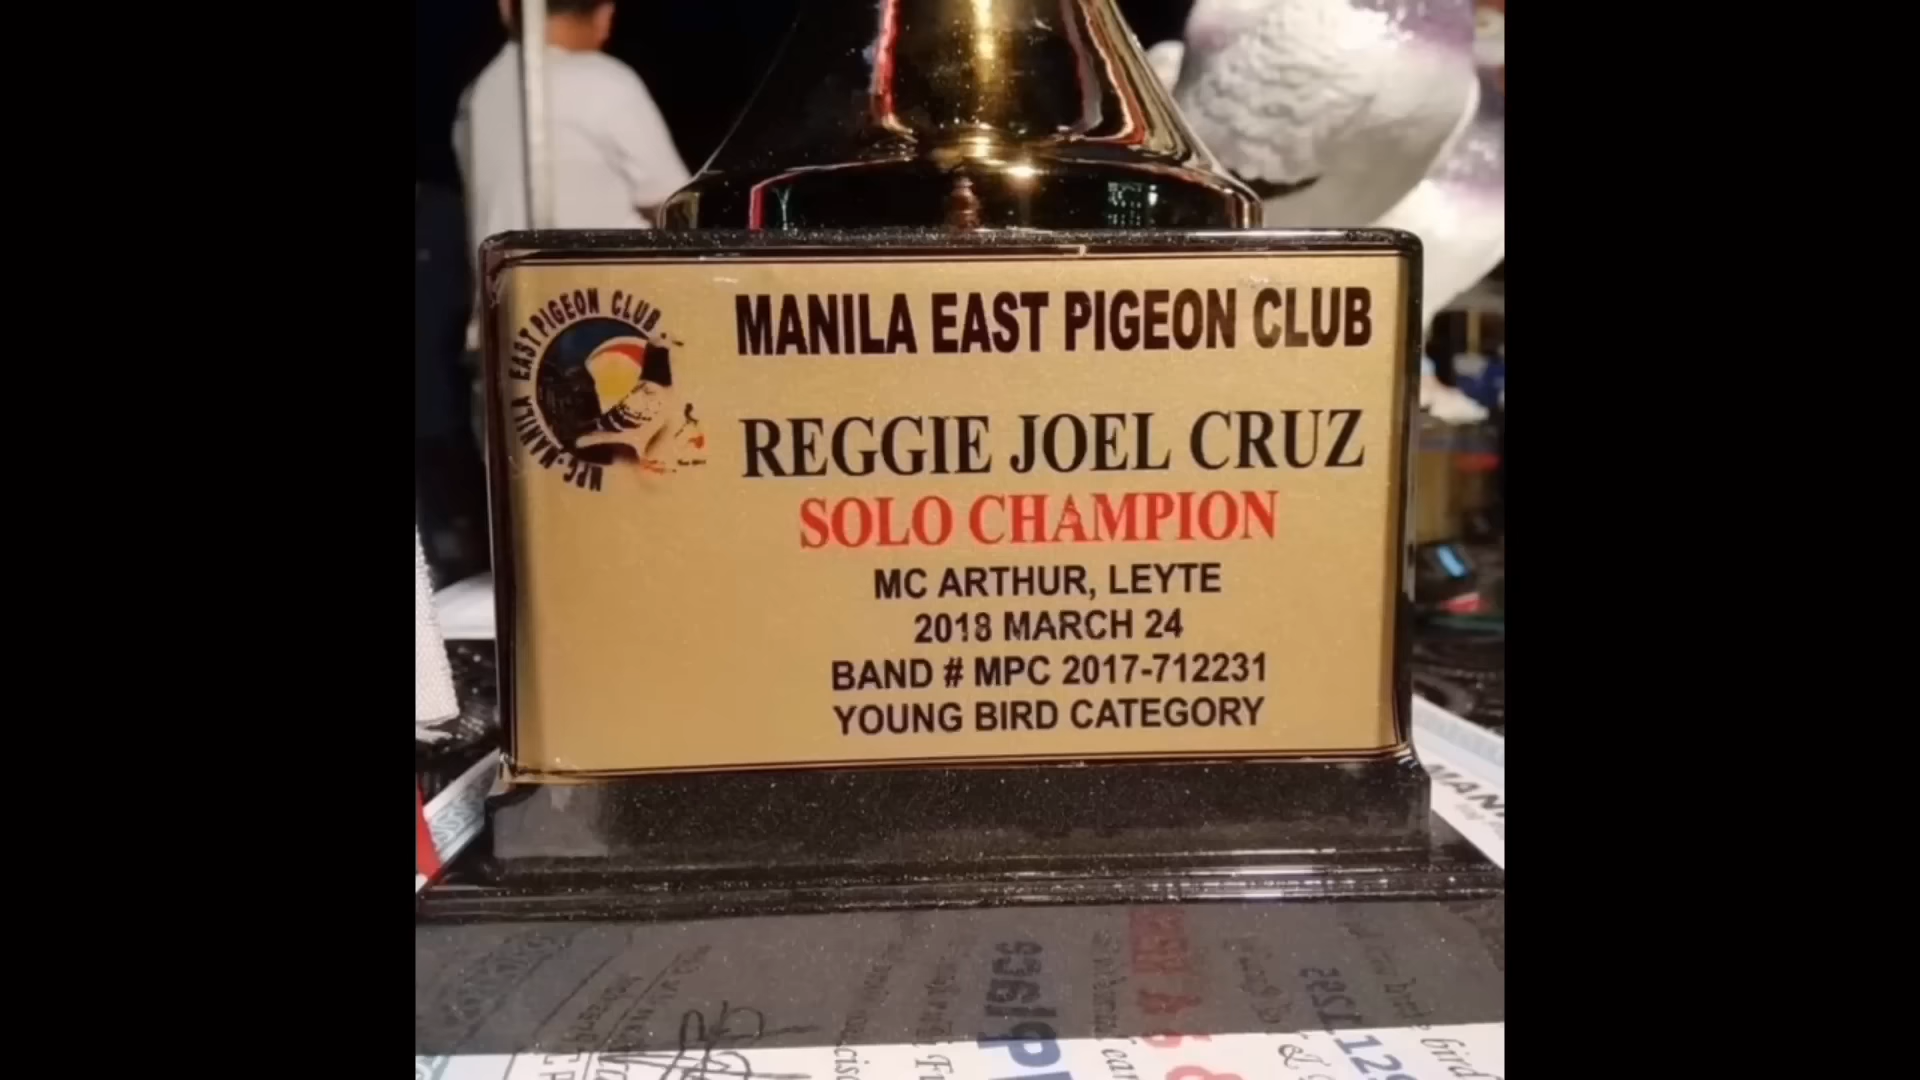 MPC-MANILA EAST PIGEON CLUB
MANILA EAST PIGEON CLUB
REGGIE JOEL CRUZ
SOLO CHAMPION
MC ARTHUR, LEYTE
2018 MARCH 24
BAND # MPC 2017-712231
YOUNG BIRD CATEGORY